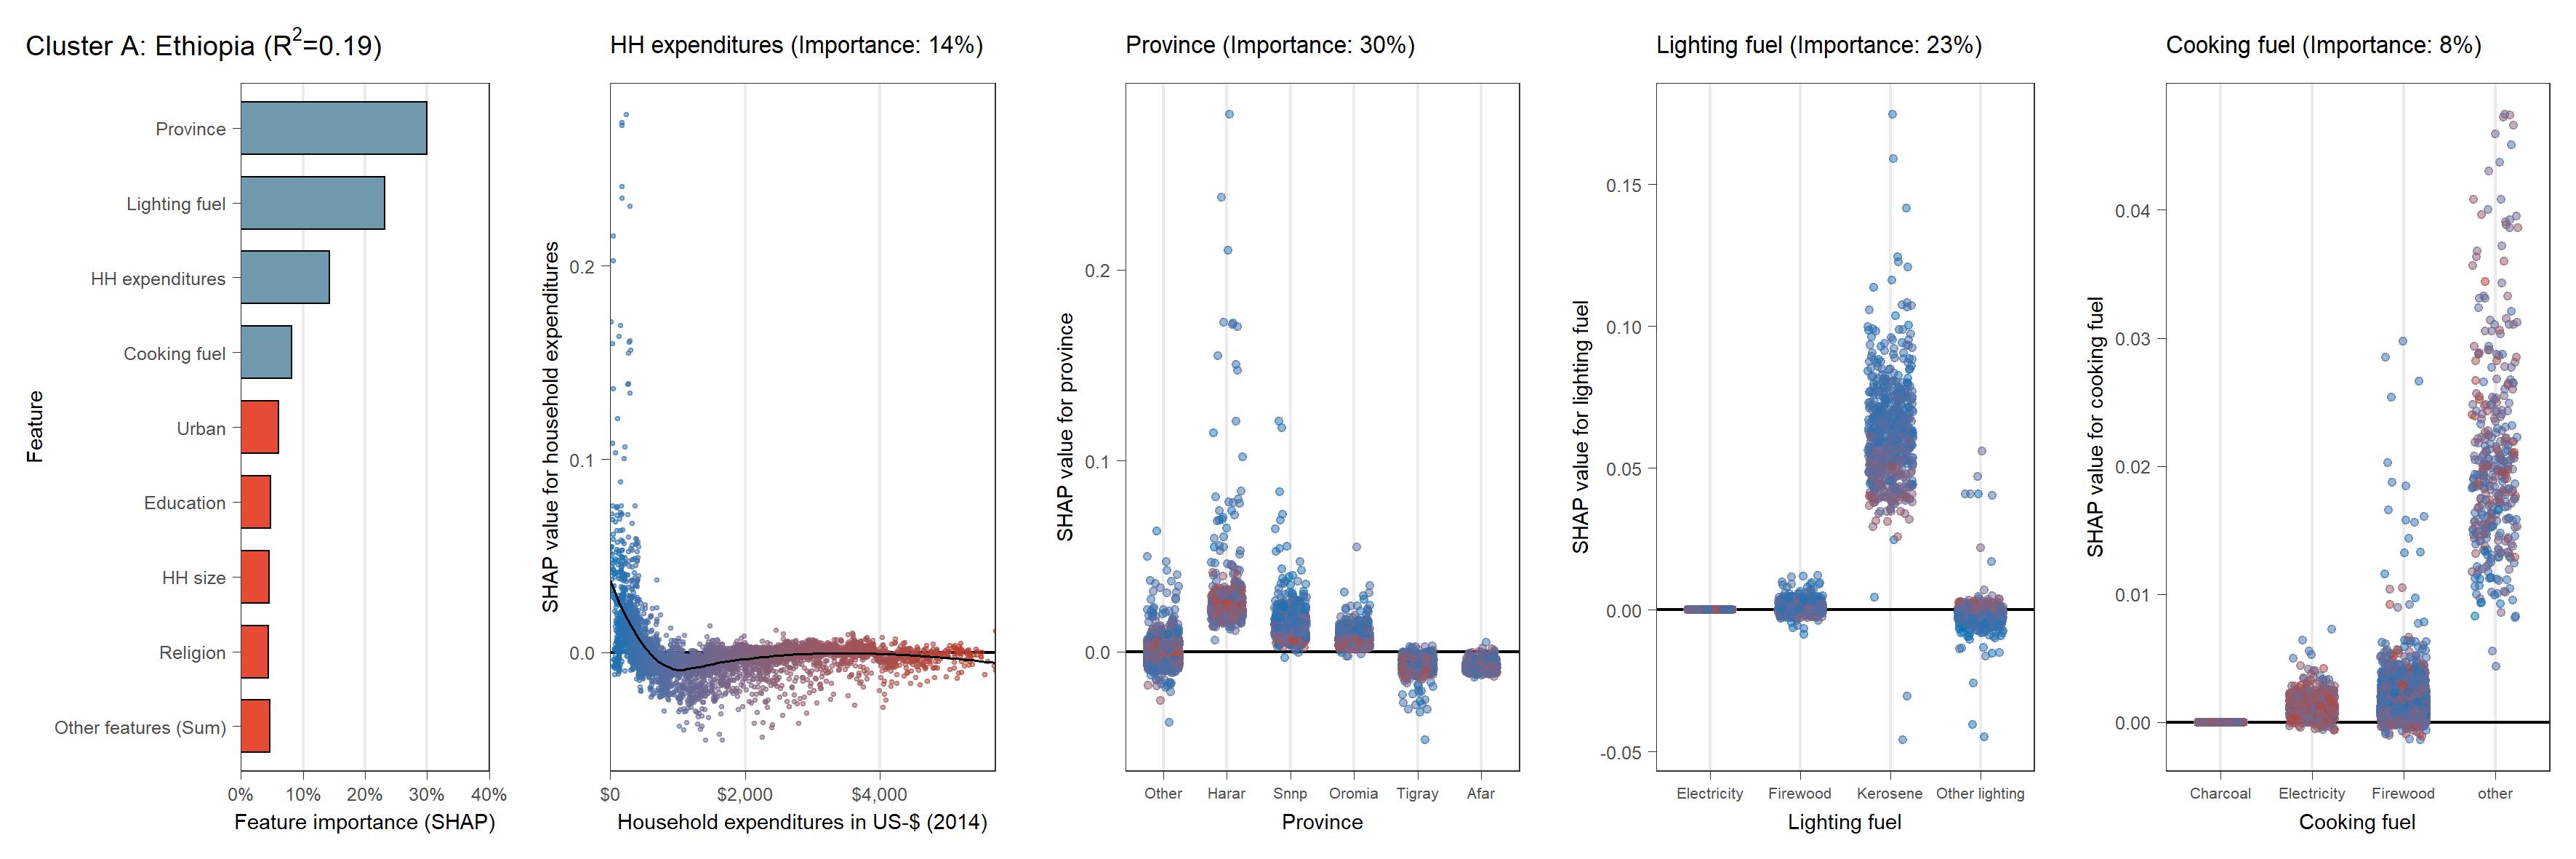 Cluster A: Ethiopia (R2=0.19)
Feature
Province
Lighting fuel
HH expenditures
Cooking fuel
Urban
Education
HH size
Religion
Other features (Sum)
0% 10% 20% 30% 40%
Feature importance (SHAP)
HH expenditures (Importance: 14%)
SHAP value for household expenditures
0.2
0.1
0.0
$0 $2,000 $4,000
Household expenditures in US-$ (2014)
Province (Importance: 30%)
SHAP value for province
0.2
0.1
0.0
Other Harar Snnp Oromia Tigray Afar
Province
Lighting fuel (Importance: 23%)
SHAP value for lighting fuel
0.15
0.10
0.05
0.00
-0.05
Electricity Firewood Kerosene Other lighting
Lighting fuel
Cooking fuel (Importance: 8%)
SHAP value for cooking fuel
0.04
0.03
0.02
0.01
0.00
Charcoal Electricity Firewood other
Cooking fuel